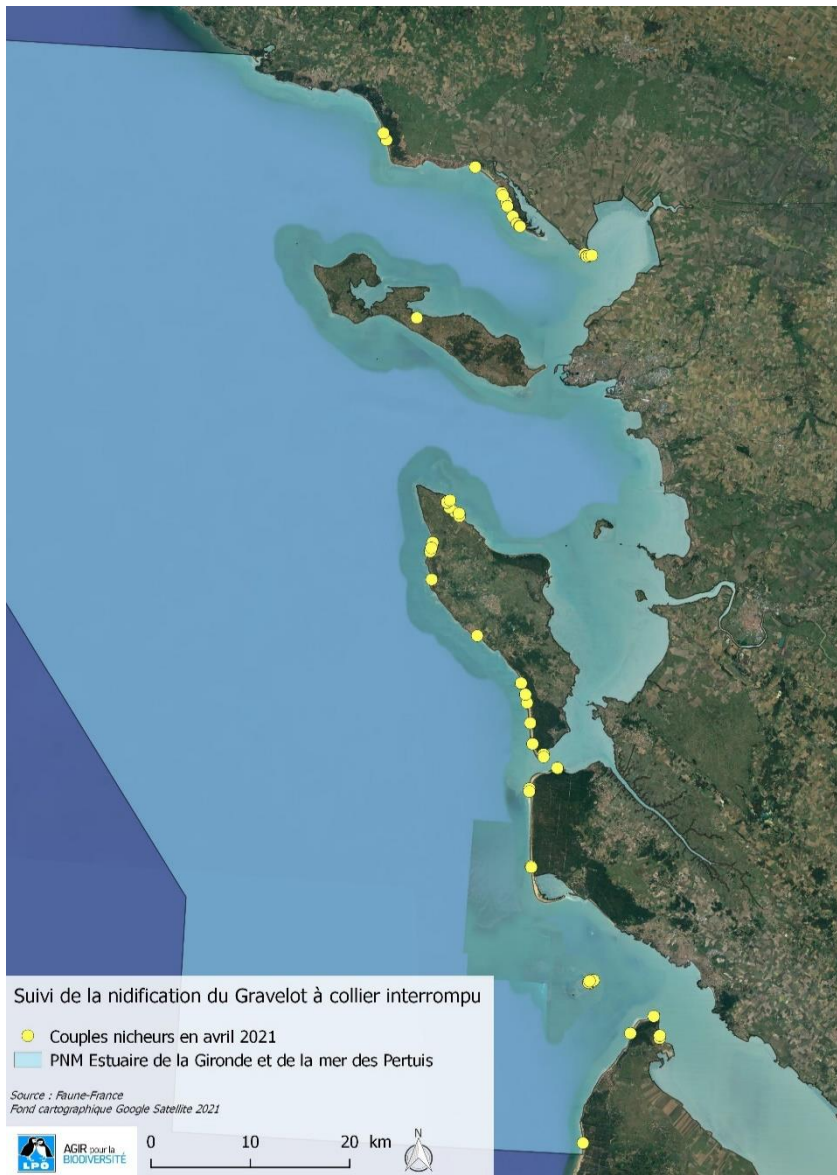 Suivi de la nidification du Gravelot à collier interrompu
Couples nicheurs en avril 2021
PNM Estuaire de la Gironde et de la mer des Pertuis
Source : Faune-France
Fond cartographique Google Satellite 2021
LPO
AGIR pour la
BIODIVERSITÉ
0 10 20 km
N